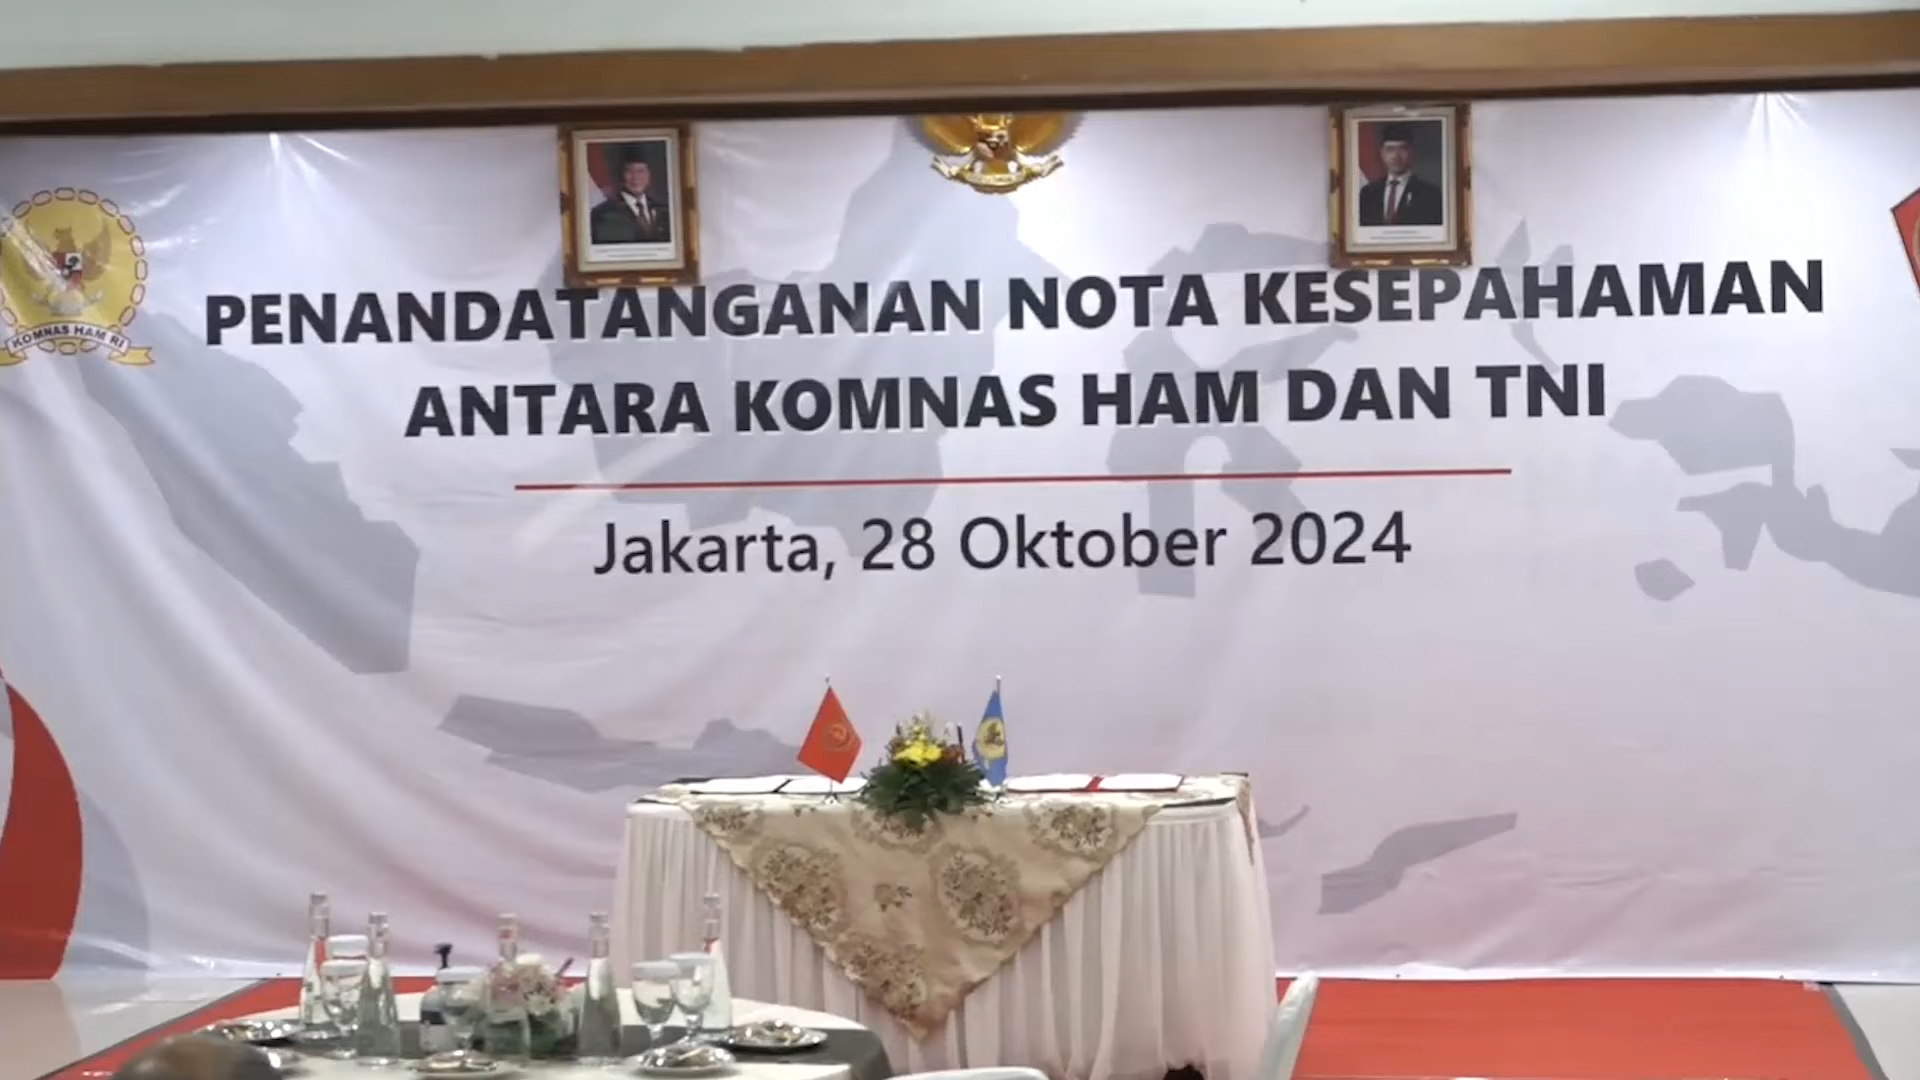 KOMNAS HAM RI
PENANDATANGANAN NOTA KESEPAHAMAN
ANTARA KOMNAS HAM DAN TNI
Jakarta, 28 Oktober 2024